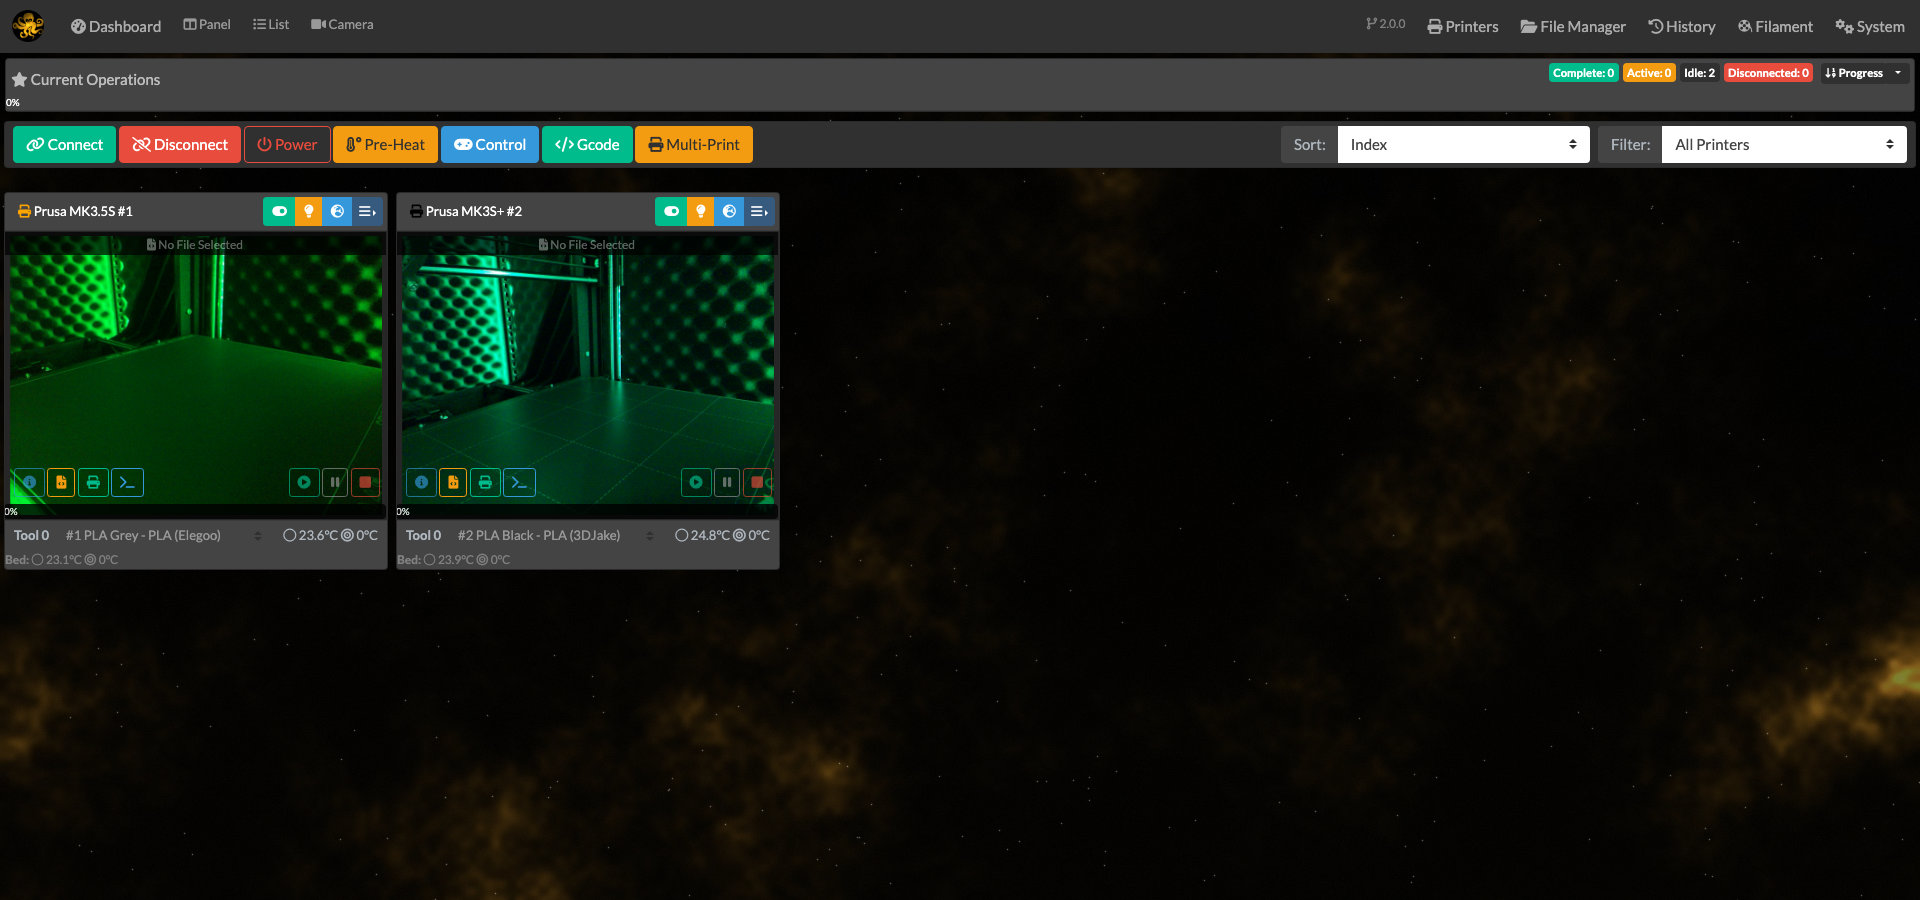 Dashboard Panel List Camera 2.0.0 Printers File Manager History Filament System
Current Operations Complete: 0 Active: 0 Idle: 2 Disconnected: 0 Progress
0%
Connect Disconnect Power Pre-Heat Control Gcode Multi-Print Sort: Index Filter: All Printers
Prusa MK3.5S #1
No File Selected
0%
Tool 0 #1 PLA Grey - PLA (Elegoo) 23.6°C 0°C
Bed: 23.1°C 0°C
Prusa MK3S+ #2
No File Selected
0%
Tool 0 #2 PLA Black - PLA (3DJake) 24.8°C 0°C
Bed: 23.9°C 0°C